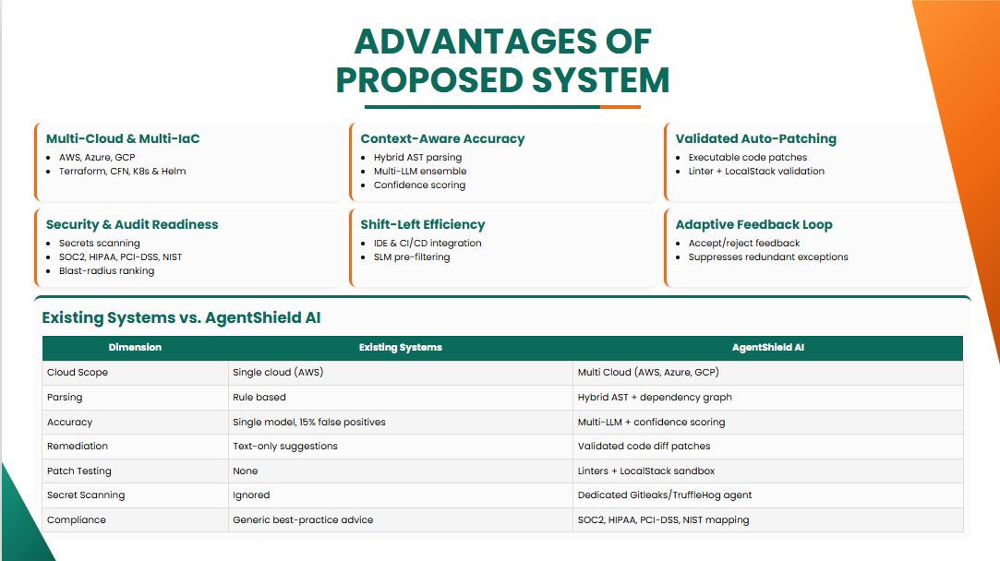 ADVANTAGES OF
PROPOSED SYSTEM
Multi-Cloud & Multi-IaC
• AWS, Azure, GCP
• Terraform, CFN, K8s & Helm
Context-Aware Accuracy
• Hybrid AST parsing
• Multi-LLM ensemble
• Confidence scoring
Validated Auto-Patching
• Executable code patches
• Linter + LocalStack validation
Security & Audit Readiness
• Secrets scanning
• SOC2, HIPAA, PCI-DSS, NIST
• Blast-radius ranking
Shift-Left Efficiency
• IDE & CI/CD integration
• SLM pre-filtering
Adaptive Feedback Loop
• Accept/reject feedback
• Suppresses redundant exceptions
Existing Systems vs. AgentShield AI
Dimension Existing Systems AgentShield AI
Cloud Scope Single cloud (AWS) Multi Cloud (AWS, Azure, GCP)
Parsing Rule based Hybrid AST + dependency graph
Accuracy Single model, 15% false positives Multi-LLM + confidence scoring
Remediation Text-only suggestions Validated code diff patches
Patch Testing None Linters + LocalStack sandbox
Secret Scanning Ignored Dedicated Gitleaks/TruffleHog agent
Compliance Generic best-practice advice SOC2, HIPAA, PCI-DSS, NIST mapping